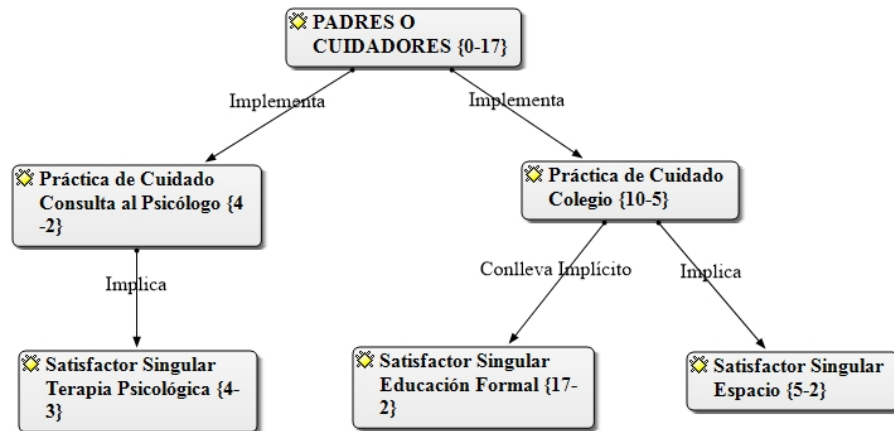 PADRES O
CUIDADORES {0-17}
Implementa
Implementa
Práctica de Cuidado
Consulta al Psicólogo {4
-2}
Práctica de Cuidado
Colegio {10-5}
Implica
Conlleva Implícito
Implica
Satisfactor Singular
Terapia Psicológica {4-
3}
Satisfactor Singular
Educación Formal {17-
2}
Satisfactor Singular
Espacio {5-2}